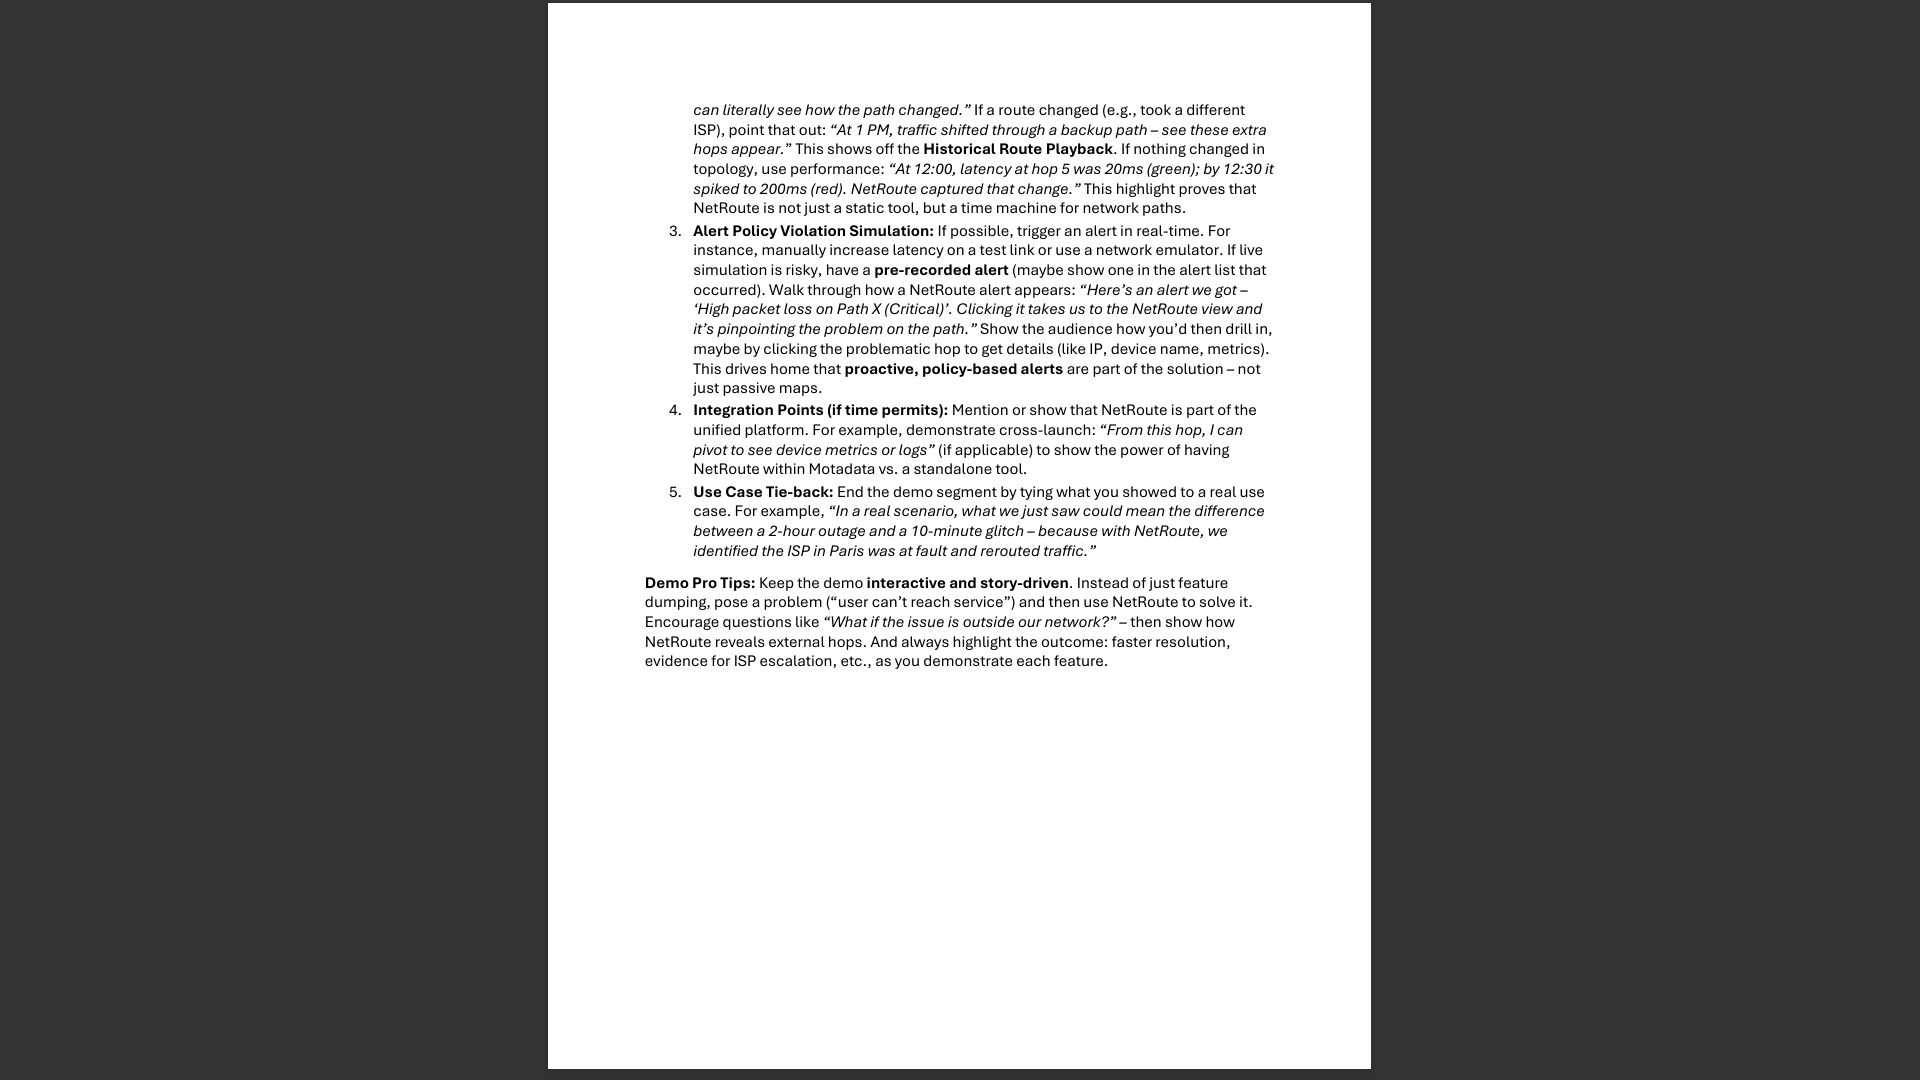 can literally see how the path changed.” If a route changed (e.g., took a different
ISP), point that out: “At 1 PM, traffic shifted through a backup path – see these extra
hops appear.” This shows off the Historical Route Playback. If nothing changed in
topology, use performance: “At 12:00, latency at hop 5 was 20ms (green); by 12:30 it
spiked to 200ms (red). NetRoute captured that change.” This highlight proves that
NetRoute is not just a static tool, but a time machine for network paths.
3. Alert Policy Violation Simulation: If possible, trigger an alert in real-time. For
instance, manually increase latency on a test link or use a network emulator. If live
simulation is risky, have a pre-recorded alert (maybe show one in the alert list that
occurred). Walk through how a NetRoute alert appears: “Here’s an alert we got –
‘High packet loss on Path X (Critical)’. Clicking it takes us to the NetRoute view and
it’s pinpointing the problem on the path.” Show the audience how you’d then drill in,
maybe by clicking the problematic hop to get details (like IP, device name, metrics).
This drives home that proactive, policy-based alerts are part of the solution – not
just passive maps.
4. Integration Points (if time permits): Mention or show that NetRoute is part of the
unified platform. For example, demonstrate cross-launch: “From this hop, I can
pivot to see device metrics or logs” (if applicable) to show the power of having
NetRoute within Motadata vs. a standalone tool.
5. Use Case Tie-back: End the demo segment by tying what you showed to a real use
case. For example, “In a real scenario, what we just saw could mean the difference
between a 2-hour outage and a 10-minute glitch – because with NetRoute, we
identified the ISP in Paris was at fault and rerouted traffic.”
Demo Pro Tips: Keep the demo interactive and story-driven. Instead of just feature
dumping, pose a problem (“user can’t reach service”) and then use NetRoute to solve it.
Encourage questions like “What if the issue is outside our network?” – then show how
NetRoute reveals external hops. And always highlight the outcome: faster resolution,
evidence for ISP escalation, etc., as you demonstrate each feature.